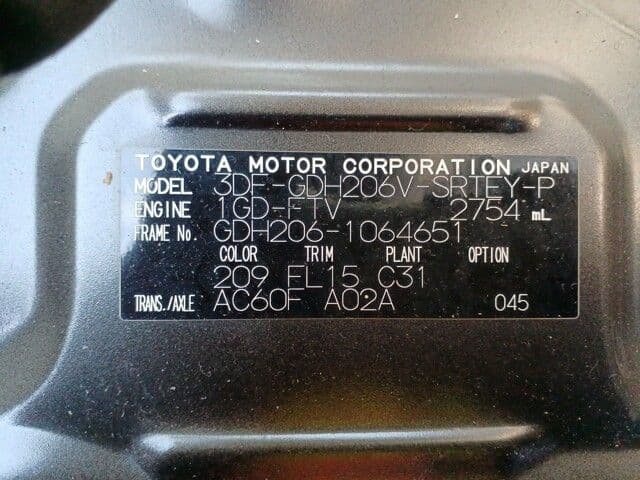 TOYOTA MOTOR CORPORATION JAPAN
MODEL 3DF-GDH206V-SRTEY-P
ENGINE 1GD-FTV 2754 mL
FRAME No. GDH206-1064651
COLOR TRIM PLANT OPTION
209 FL15 C31
TRANS./AXLE AC60F A02A 045